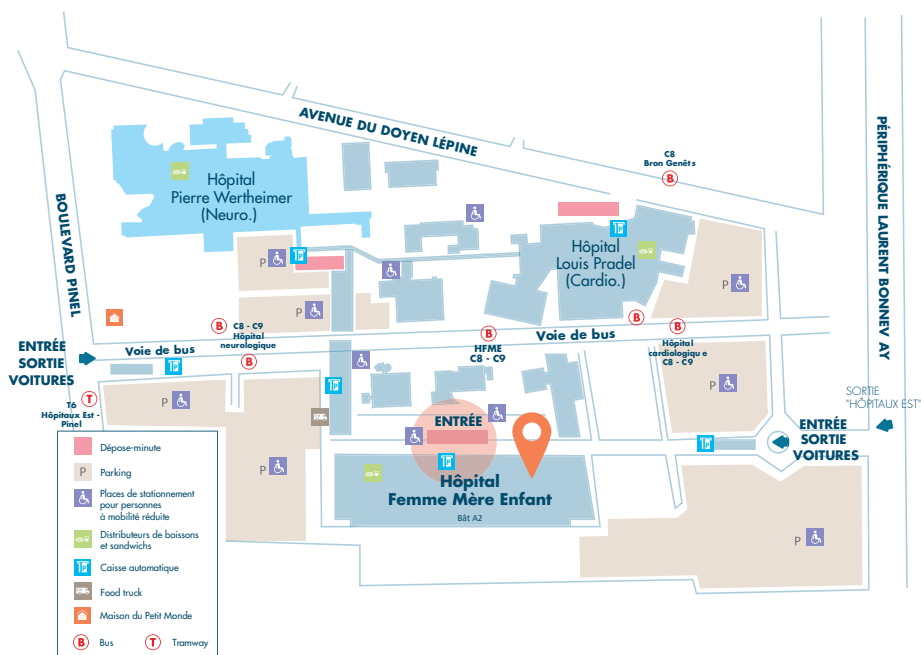 AVENUE DU DOYEN LÉPINE
C8
Bron Genêts
B
PÉRIPHÉRIQUE LAURENT BONNEV AY
BOULEVARD PINEL
Hôpital
Pierre Wertheimer
(Neuro.)
Hôpital
Louis Pradel
(Cardio.)
P
P
P
P
P
B
C8 - C9
Hôpital
neurologique
B
Voie de bus
B
HFME
C8 - C9
Voie de bus
B
B
Hôpital
cardiologiqu e
C8 - C9
ENTRÉE
SORTIE
VOITURES
T
T6
Hôpitaux Est -
Pinel
P
P
P
P
P
P
SORTIE
"HÔPITAUX EST"
ENTRÉE
SORTIE
VOITURES
P
ENTRÉE
P
Hôpital
Femme Mère Enfant
Bât A2
P
P
Dépose-minute
P
Parking
Places de stationnement
pour personnes
à mobilité réduite
Distributeurs de boissons
et sandwichs
P
Caisse automatique
Food truck
Maison du Petit Monde
B
Bus
T
Tramway